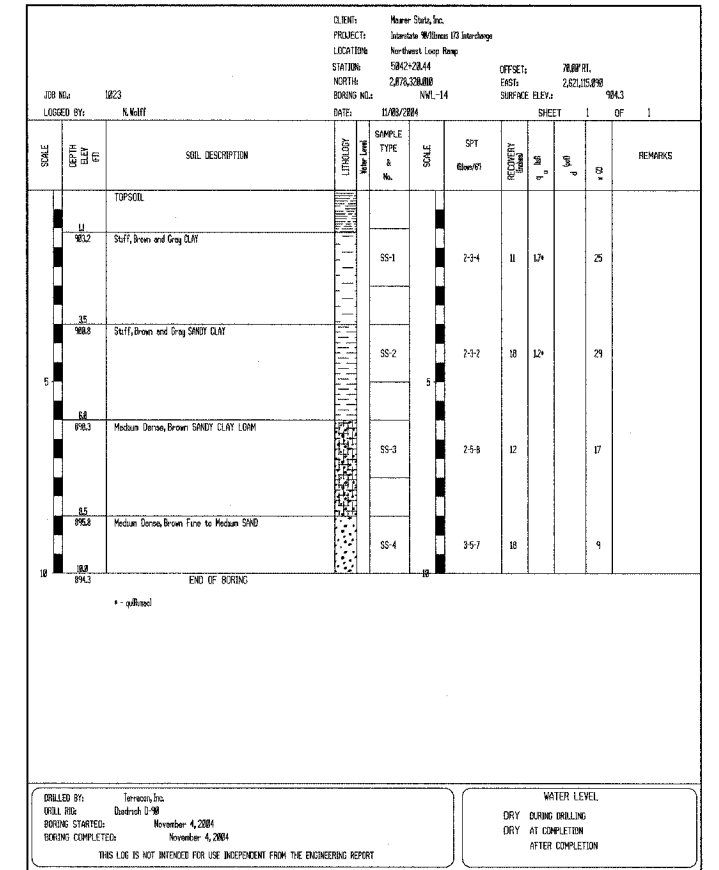 CLIENT: Maurer Stutz, Inc.
PROJECT: Interstate 90/Illinois 173 Interchange
LOCATION: Northwest Loop Ramp
STATION: 5042+20.44 OFFSET: 70.00' RT.
NORTH: 2,078,320.010 EAST: 2,621,115.090
JOB NO.: 1023 BORING NO.: NWL-14 SURFACE ELEV.: 904.3
LOGGED BY: N. Wolff DATE: 11/08/2004 SHEET 1 OF 1
SCALE DEPTH ELEV (FT) SOIL DESCRIPTION LITHOLOGY Water Level SAMPLE TYPE & No. SCALE SPT (Blows/6") RECOVERY (Inches) q u (tsf) d (pcf) w (%) REMARKS
TOPSOIL
1.1
903.2 Stiff, Brown and Gray CLAY
SS-1 2-3-4 11 1.7*
25
3.5
900.8 Stiff, Brown and Gray SANDY CLAY
SS-2 2-3-2 18 1.2* 29
5 5
6.0
898.3 Medium Dense, Brown SANDY CLAY LOAM
SS-3 2-5-8 12 17
8.5
895.8 Medium Dense, Brown Fine to Medium SAND
SS-4 3-5-7 18 9
10 10.0 10
894.3 END OF BORING
DRILLED BY: Terracon, Inc.
DRILL RIG: Diedrich D-90
BORING STARTED: November 4, 2004
BORING COMPLETED: November 4, 2004
THIS LOG IS NOT INTENDED FOR USE INDEPENDENT FROM THE ENGINEERING REPORT
WATER LEVEL
DRY DURING DRILLING
DRY AT COMPLETION
AFTER COMPLETION